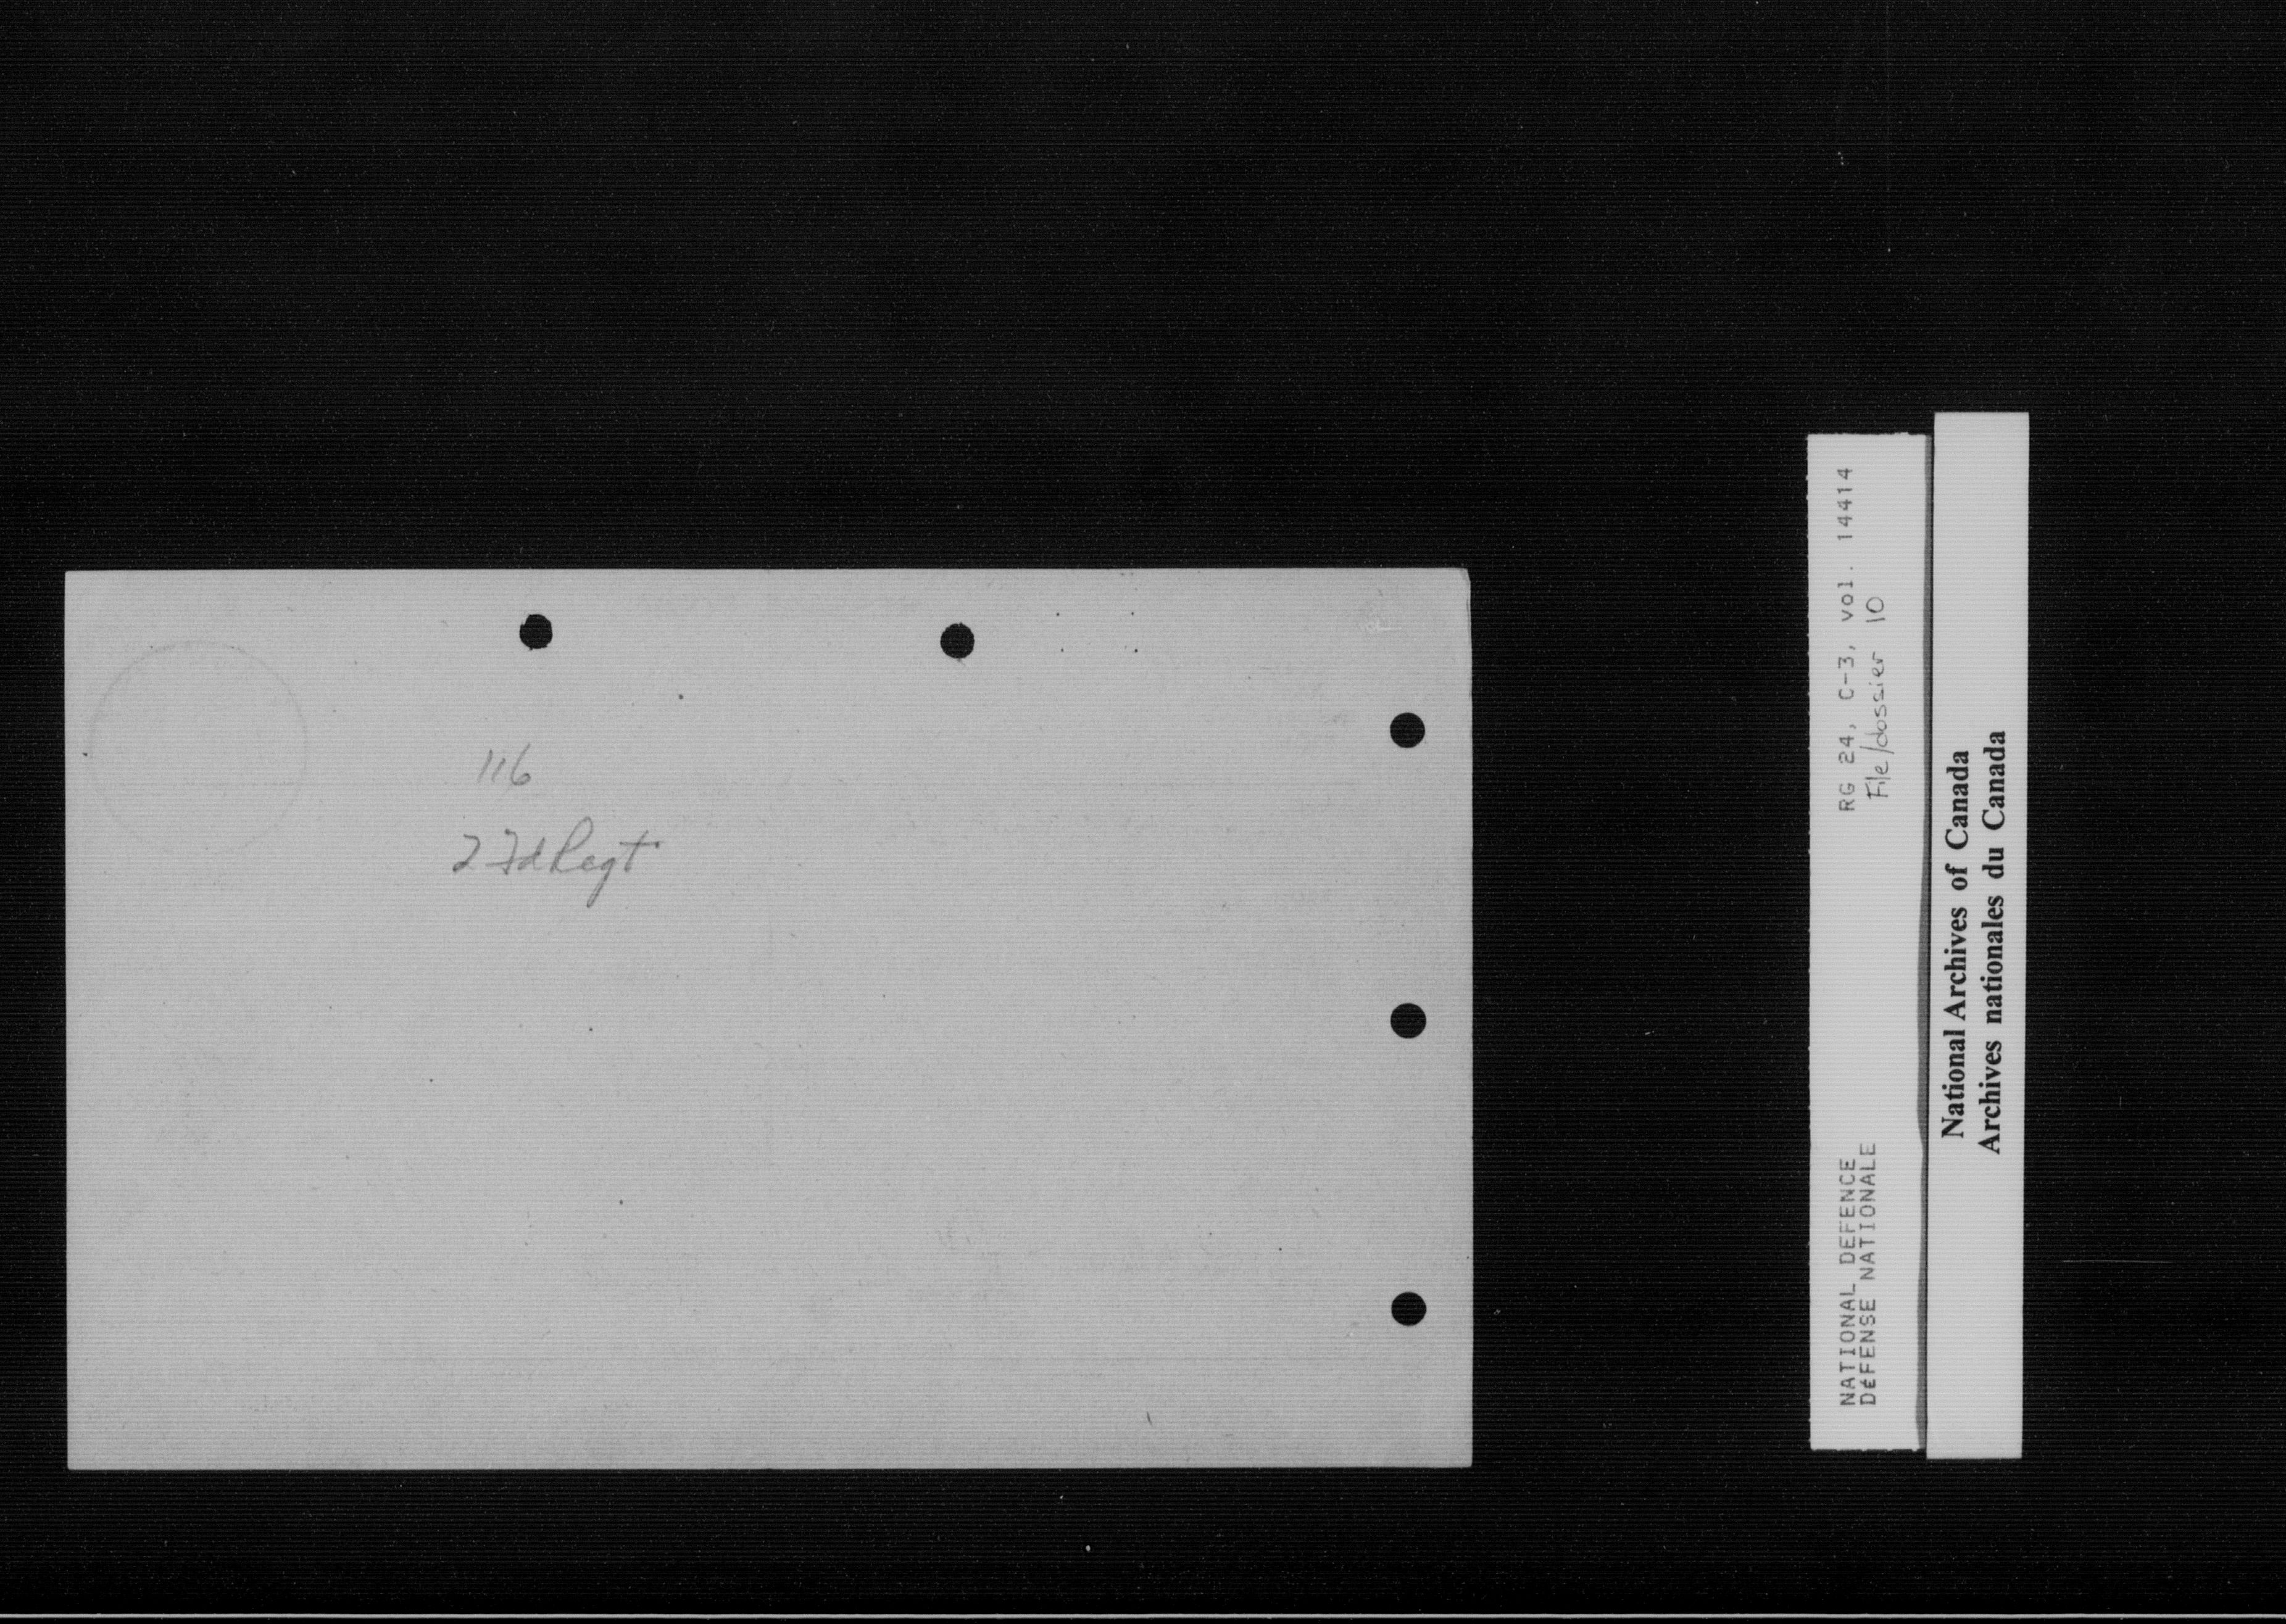 116
2 Fd Regt
NATIONAL DEFENCE
DÉFENSE NATIONALE
RG 24, C-3, vol. 14414
File/dossier 10
National Archives of Canada
Archives nationales du Canada